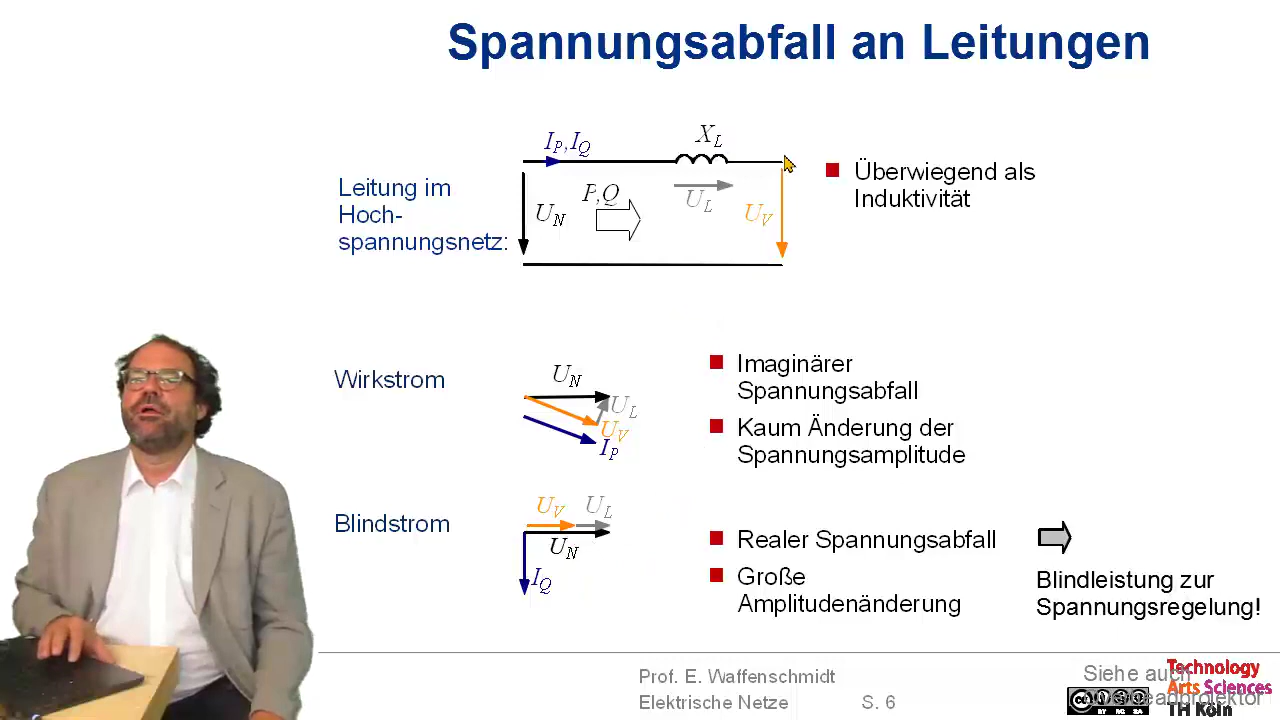 Spannungsabfall an Leitungen
I_P, I_Q
X_L
Leitung im
Hoch-
spannungsnetz:
U_N
P,Q
U_L
U_V
Überwiegend als
Induktivität
Wirkstrom
U_N
U_L
U_V
I_P
Imaginärer
Spannungsabfall
Kaum Änderung der
Spannungsamplitude
Blindstrom
U_V
U_L
U_N
I_Q
Realer Spannungsabfall
Große
Amplitudenänderung
Blindleistung zur
Spannungsregelung!
Prof. E. Waffenschmidt
Elektrische Netze
S. 6
Siehe auch
Technology
Arts Sciences
TH Köln